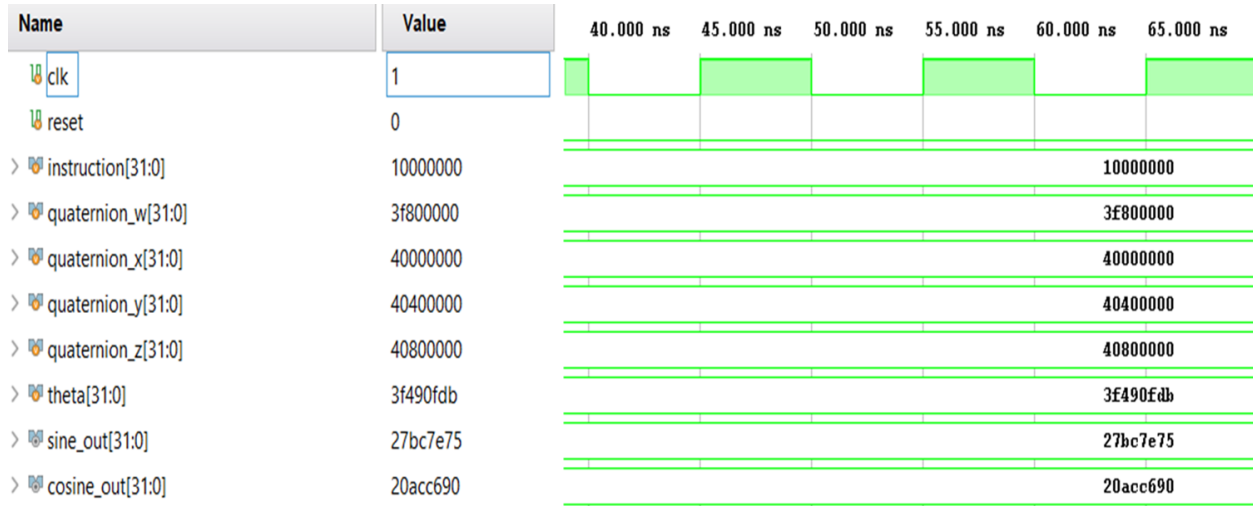 Name Value 40.000 ns 45.000 ns 50.000 ns 55.000 ns 60.000 ns 65.000 ns
clk 1
reset 0
instruction[31:0] 10000000 10000000
quaternion_w[31:0] 3f800000 3f800000
quaternion_x[31:0] 40000000 40000000
quaternion_y[31:0] 40400000 40400000
quaternion_z[31:0] 40800000 40800000
theta[31:0] 3f490fdb 3f490fdb
sine_out[31:0] 27bc7e75 27bc7e75
cosine_out[31:0] 20acc690 20acc690